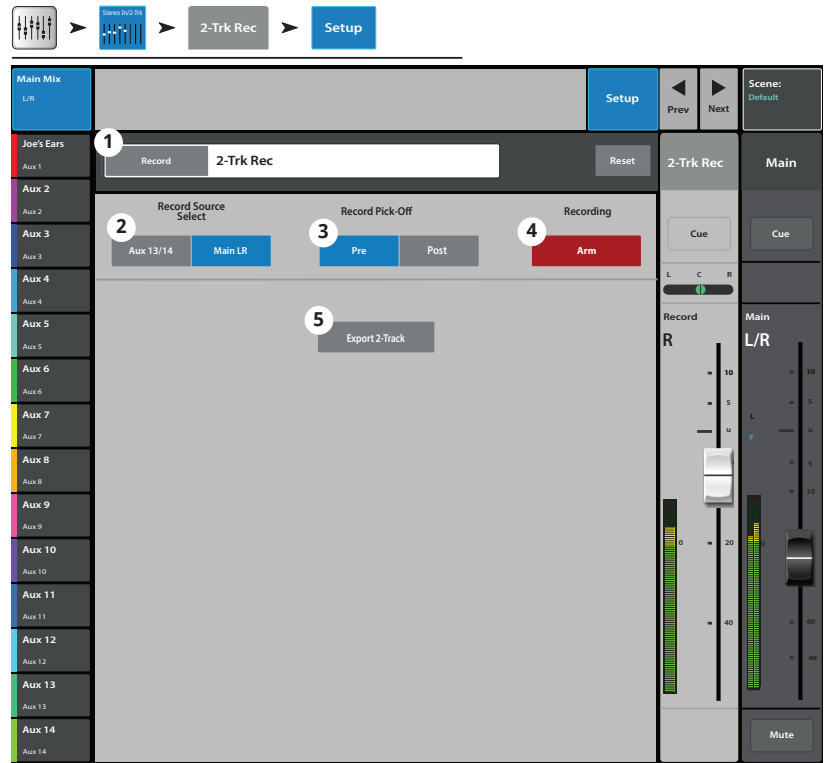 Stereo In/2-Trk
2-Trk Rec
Setup
Main Mix
L/R
Setup
Prev
Next
Scene:
Default
Joe's Ears
Aux 1
Aux 2
Aux 2
Aux 3
Aux 3
Aux 4
Aux 4
Aux 5
Aux 5
Aux 6
Aux 6
Aux 7
Aux 7
Aux 8
Aux 8
Aux 9
Aux 9
Aux 10
Aux 10
Aux 11
Aux 11
Aux 12
Aux 12
Aux 13
Aux 13
Aux 14
Aux 14
1
Record
2-Trk Rec
Reset
Record Source
Select
Record Pick-Off
Recording
2
Aux 13/14
Main LR
3
Pre
Post
4
Arm
5
Export 2-Track
2-Trk Rec
Cue
L C R
Record
R
10
5
u
0
20
40
Main
Cue
Main
L/R
10
5
L
u
F
5
10
0
40
∞
Mute